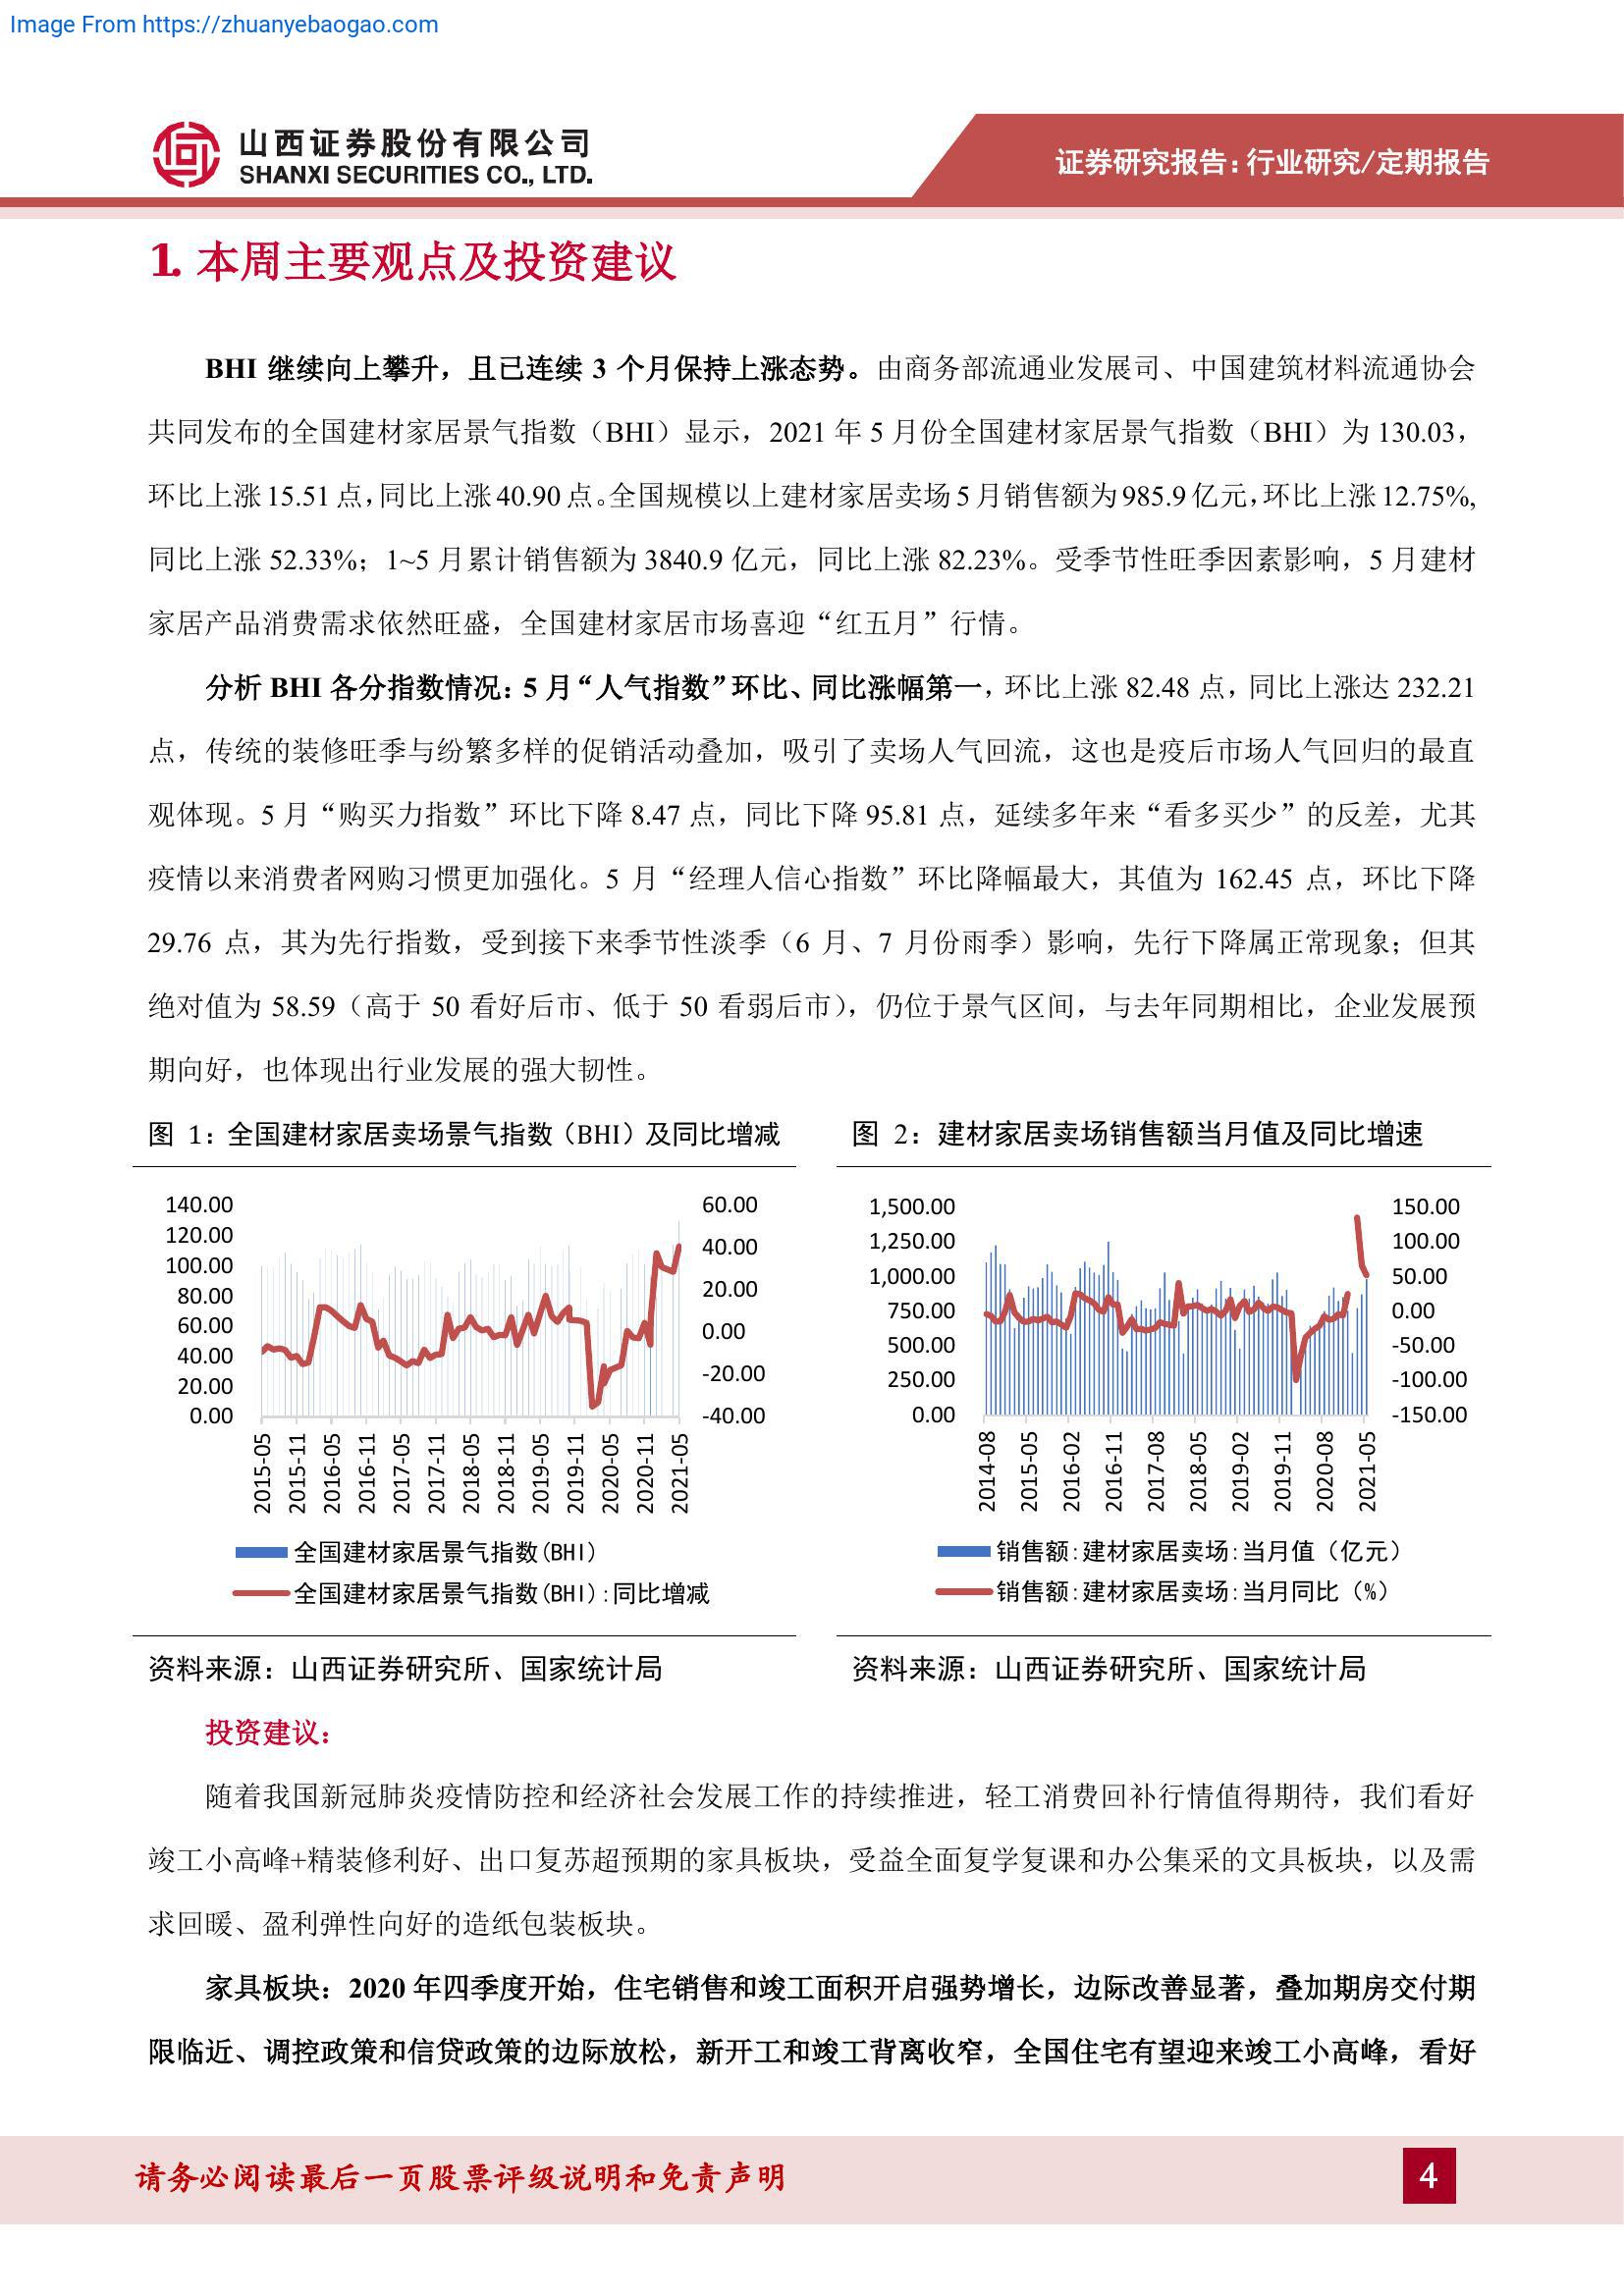 Image From https://zhuanyebaogao.com
山西证券股份有限公司
SHANXI SECURITIES CO., LTD.
证券研究报告：行业研究/定期报告
1. 本周主要观点及投资建议
BHI 继续向上攀升，且已连续 3 个月保持上涨态势。由商务部流通业发展司、中国建筑材料流通协会
共同发布的全国建材家居景气指数（BHI）显示，2021 年 5 月份全国建材家居景气指数（BHI）为 130.03，
环比上涨 15.51 点，同比上涨 40.90 点。全国规模以上建材家居卖场 5 月销售额为 985.9 亿元，环比上涨 12.75%,
同比上涨 52.33%；1~5 月累计销售额为 3840.9 亿元，同比上涨 82.23%。受季节性旺季因素影响，5 月建材
家居产品消费需求依然旺盛，全国建材家居市场喜迎“红五月”行情。
分析 BHI 各分指数情况：5 月“人气指数”环比、同比涨幅第一，环比上涨 82.48 点，同比上涨达 232.21
点，传统的装修旺季与纷繁多样的促销活动叠加，吸引了卖场人气回流，这也是疫后市场人气回归的最直
观体现。5 月“购买力指数”环比下降 8.47 点，同比下降 95.81 点，延续多年来“看多买少”的反差，尤其
疫情以来消费者网购习惯更加强化。5 月“经理人信心指数”环比降幅最大，其值为 162.45 点，环比下降
29.76 点，其为先行指数，受到接下来季节性淡季（6 月、7 月份雨季）影响，先行下降属正常现象；但其
绝对值为 58.59（高于 50 看好后市、低于 50 看弱后市），仍位于景气区间，与去年同期相比，企业发展预
期向好，也体现出行业发展的强大韧性。
图 1：全国建材家居卖场景气指数（BHI）及同比增减
140.00
120.00
100.00
80.00
60.00
40.00
20.00
0.00
60.00
40.00
20.00
0.00
-20.00
-40.00
2015-05
2015-11
2016-05
2016-11
2017-05
2017-11
2018-05
2018-11
2019-05
2019-11
2020-05
2020-11
2021-05
全国建材家居景气指数(BHI)
全国建材家居景气指数(BHI):同比增减
资料来源：山西证券研究所、国家统计局
图 2：建材家居卖场销售额当月值及同比增速
1,500.00
1,250.00
1,000.00
750.00
500.00
250.00
0.00
150.00
100.00
50.00
0.00
-50.00
-100.00
-150.00
2014-08
2015-05
2016-02
2016-11
2017-08
2018-05
2019-02
2019-11
2020-08
2021-05
销售额:建材家居卖场:当月值（亿元）
销售额:建材家居卖场:当月同比（%）
资料来源：山西证券研究所、国家统计局
投资建议：
随着我国新冠肺炎疫情防控和经济社会发展工作的持续推进，轻工消费回补行情值得期待，我们看好
竣工小高峰+精装修利好、出口复苏超预期的家具板块，受益全面复学复课和办公集采的文具板块，以及需
求回暖、盈利弹性向好的造纸包装板块。
家具板块：2020 年四季度开始，住宅销售和竣工面积开启强势增长，边际改善显著，叠加期房交付期
限临近、调控政策和信贷政策的边际放松，新开工和竣工背离收窄，全国住宅有望迎来竣工小高峰，看好
请务必阅读最后一页股票评级说明和免责声明
4